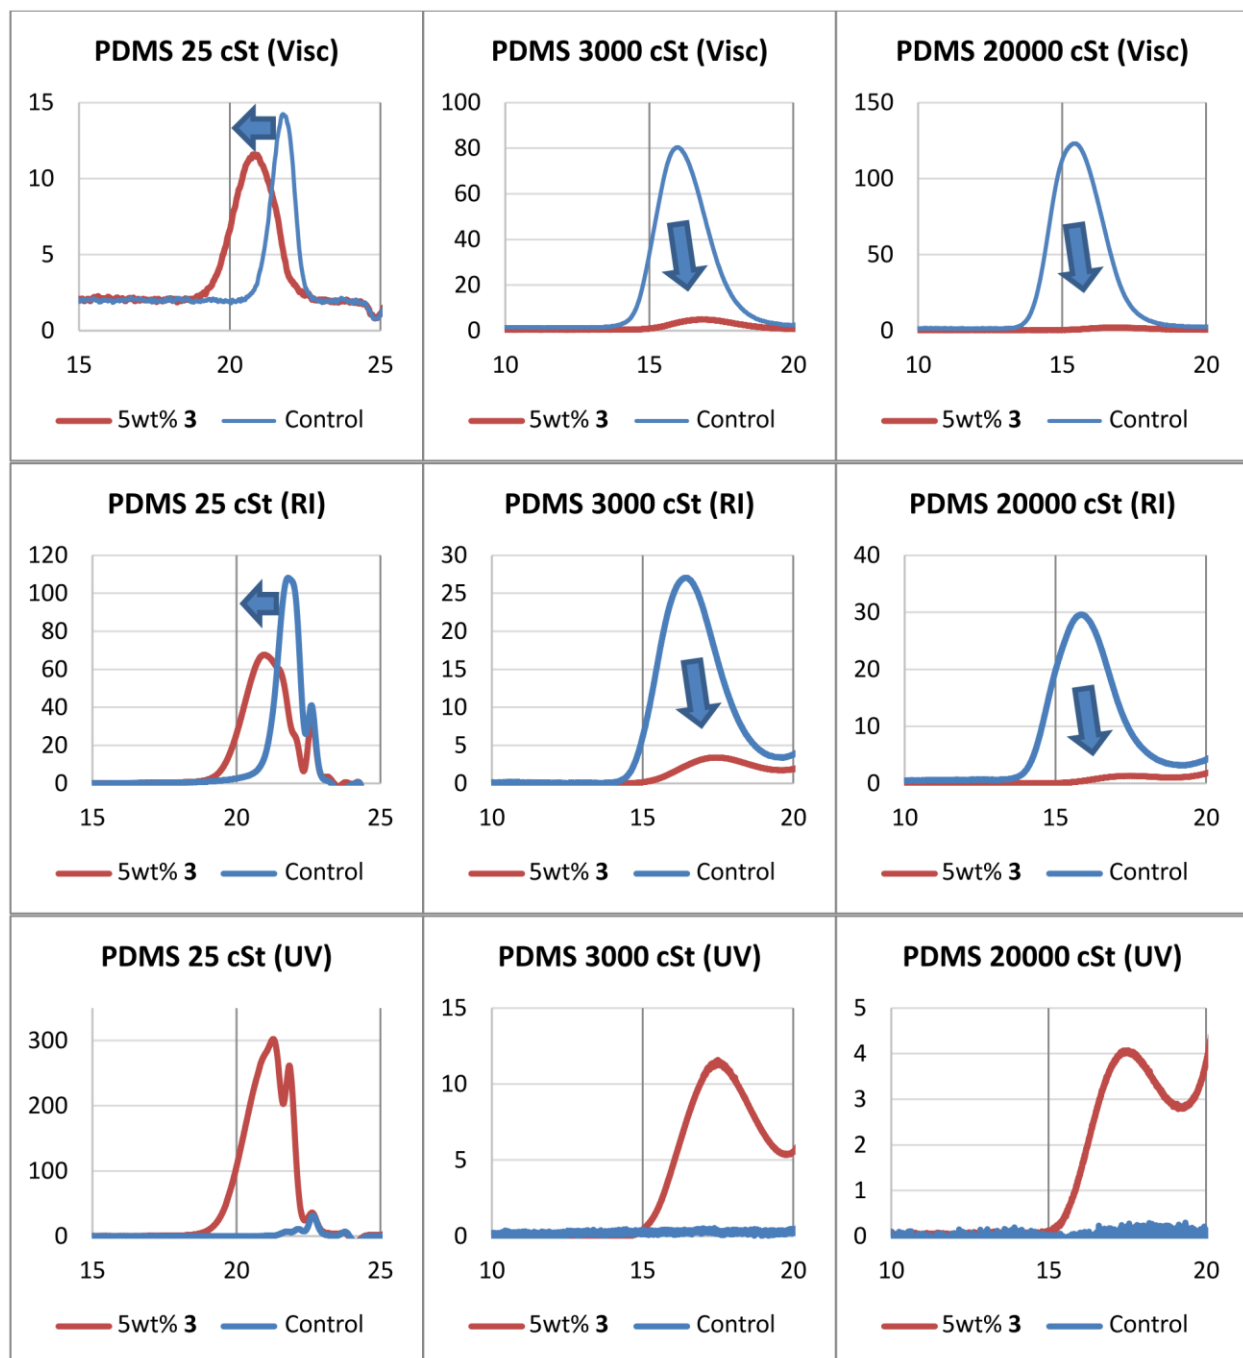 PDMS 25 cSt (Visc)
15
10
5
0
15 20 25
5wt% 3 Control
PDMS 3000 cSt (Visc)
100
80
60
40
20
0
10 15 20
5wt% 3 Control
PDMS 20000 cSt (Visc)
150
100
50
0
10 15 20
5wt% 3 Control
PDMS 25 cSt (RI)
120
100
80
60
40
20
0
15 20 25
5wt% 3 Control
PDMS 3000 cSt (RI)
30
25
20
15
10
5
0
10 15 20
5wt% 3 Control
PDMS 20000 cSt (RI)
40
30
20
10
0
10 15 20
5wt% 3 Control
PDMS 25 cSt (UV)
300
200
100
0
15 20 25
5wt% 3 Control
PDMS 3000 cSt (UV)
15
10
5
0
10 15 20
5wt% 3 Control
PDMS 20000 cSt (UV)
5
4
3
2
1
0
10 15 20
5wt% 3 Control